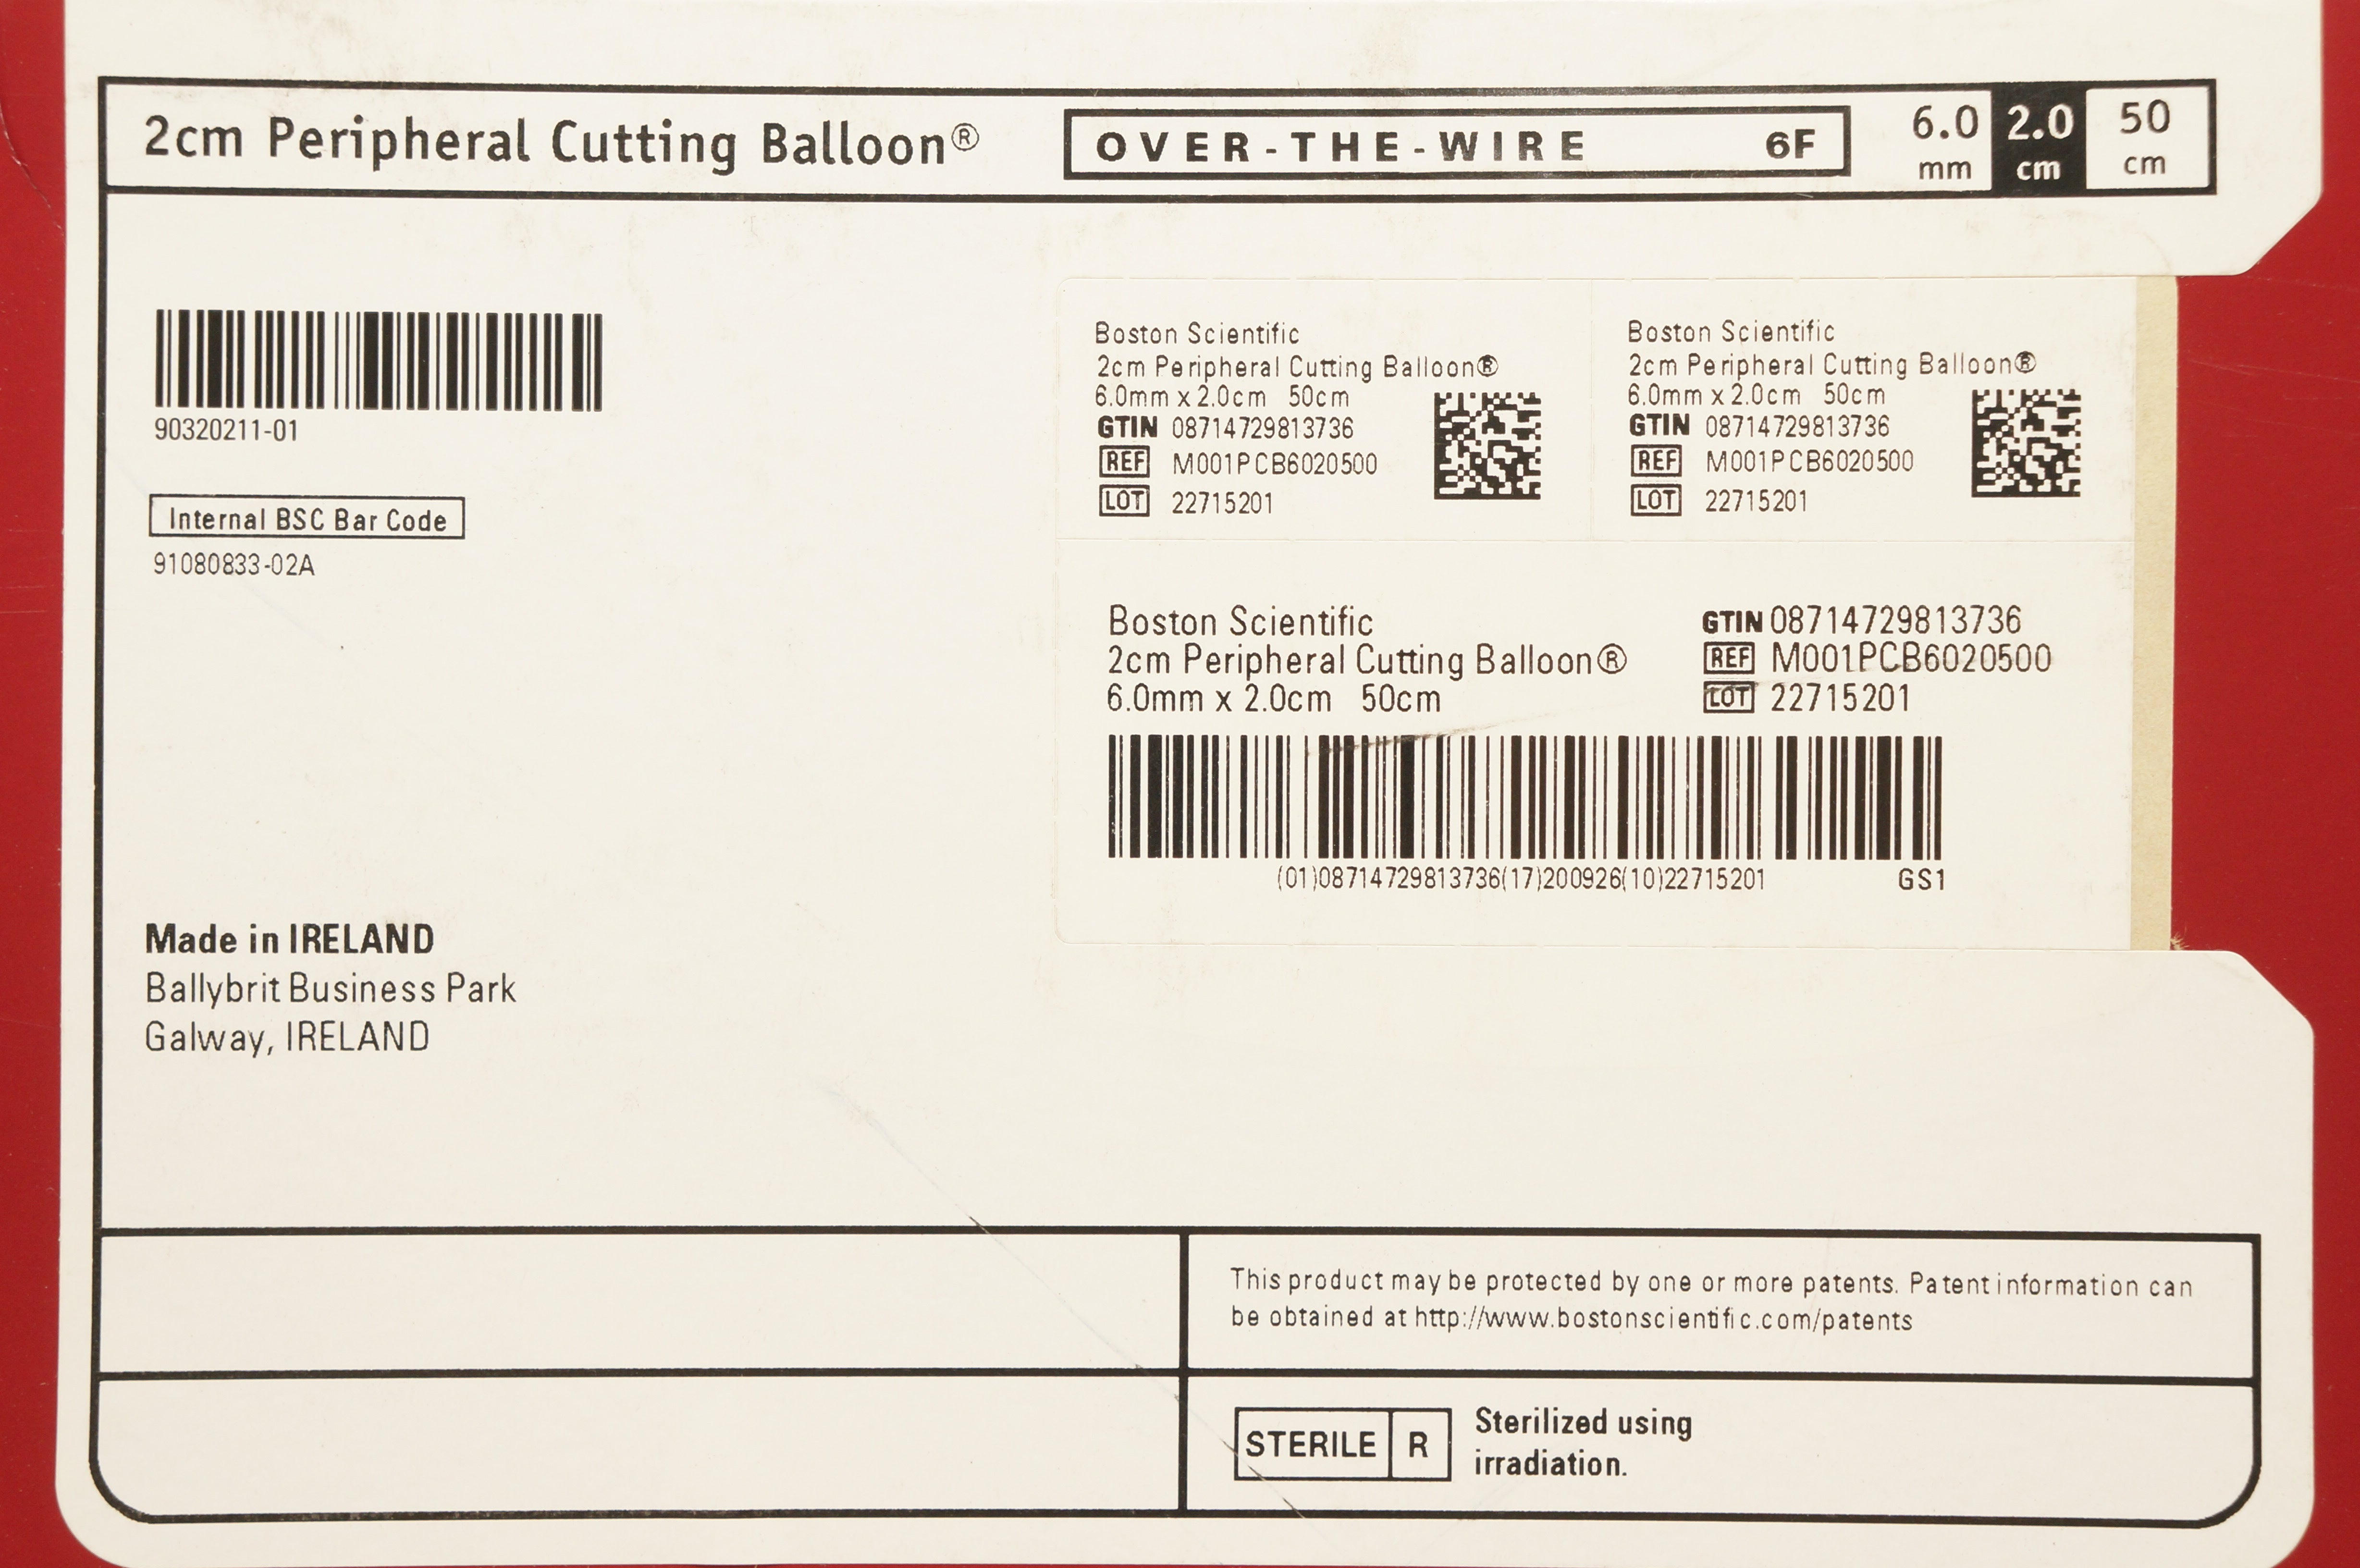 2cm Peripheral Cutting Balloon®
OVER-THE-WIRE 6F
6.0 mm 2.0 cm 50 cm
90320211-01
Internal BSC Bar Code
91080833-02A
Boston Scientific
2cm Peripheral Cutting Balloon®
6.0mm x 2.0cm 50cm
GTIN 08714729813736
REF M001PCB6020500
LOT 22715201
Boston Scientific
2cm Peripheral Cutting Balloon®
6.0mm x 2.0cm 50cm
GTIN 08714729813736
REF M001PCB6020500
LOT 22715201
Boston Scientific
2cm Peripheral Cutting Balloon®
6.0mm x 2.0cm 50cm
GTIN 08714729813736
REF M001PCB6020500
LOT 22715201
(01)08714729813736(17)200926(10)22715201 GS1
Made in IRELAND
Ballybrit Business Park
Galway, IRELAND
This product may be protected by one or more patents. Patent information can
be obtained at http://www.bostonscientific.com/patents
STERILE R
Sterilized using
irradiation.